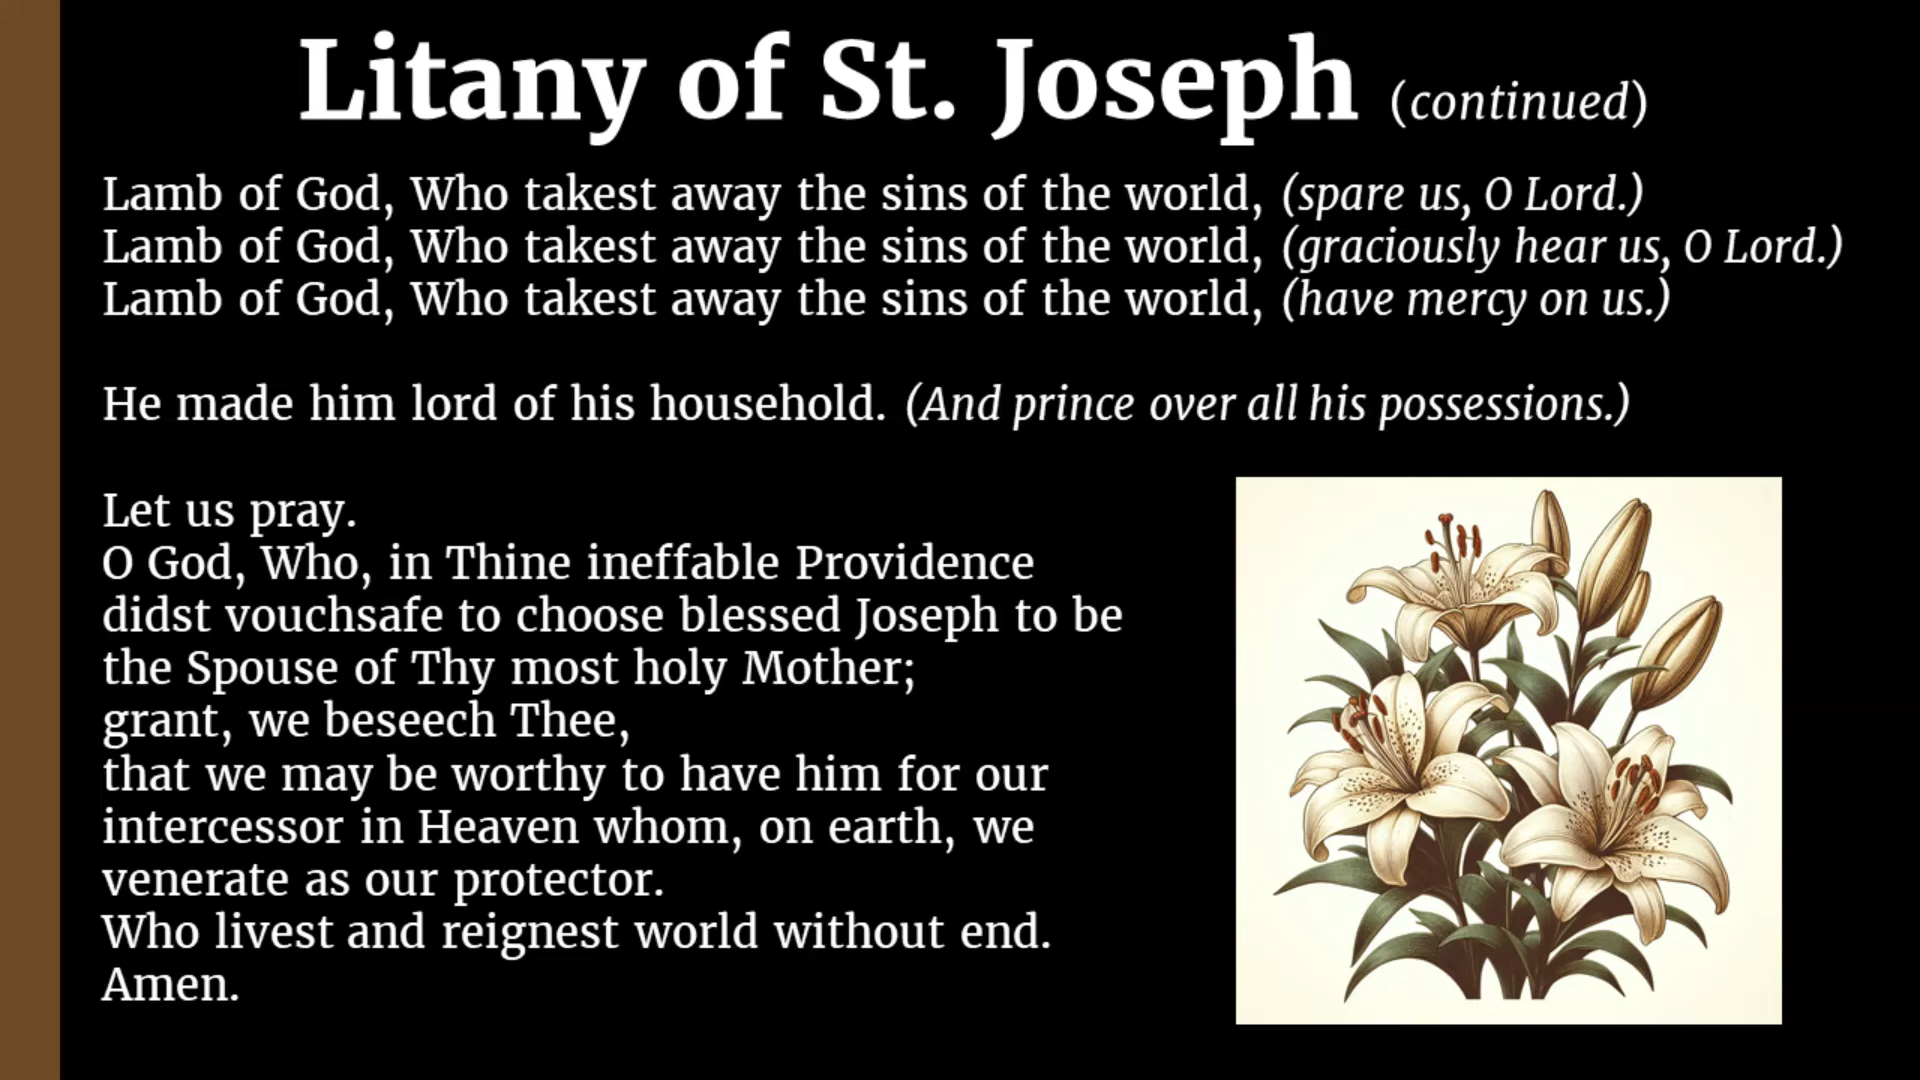 Litany of St. Joseph (continued)
Lamb of God, Who takest away the sins of the world, (spare us, O Lord.)
Lamb of God, Who takest away the sins of the world, (graciously hear us, O Lord.)
Lamb of God, Who takest away the sins of the world, (have mercy on us.)
He made him lord of his household. (And prince over all his possessions.)
Let us pray.
O God, Who, in Thine ineffable Providence
didst vouchsafe to choose blessed Joseph to be
the Spouse of Thy most holy Mother;
grant, we beseech Thee,
that we may be worthy to have him for our
intercessor in Heaven whom, on earth, we
venerate as our protector.
Who livest and reignest world without end.
Amen.